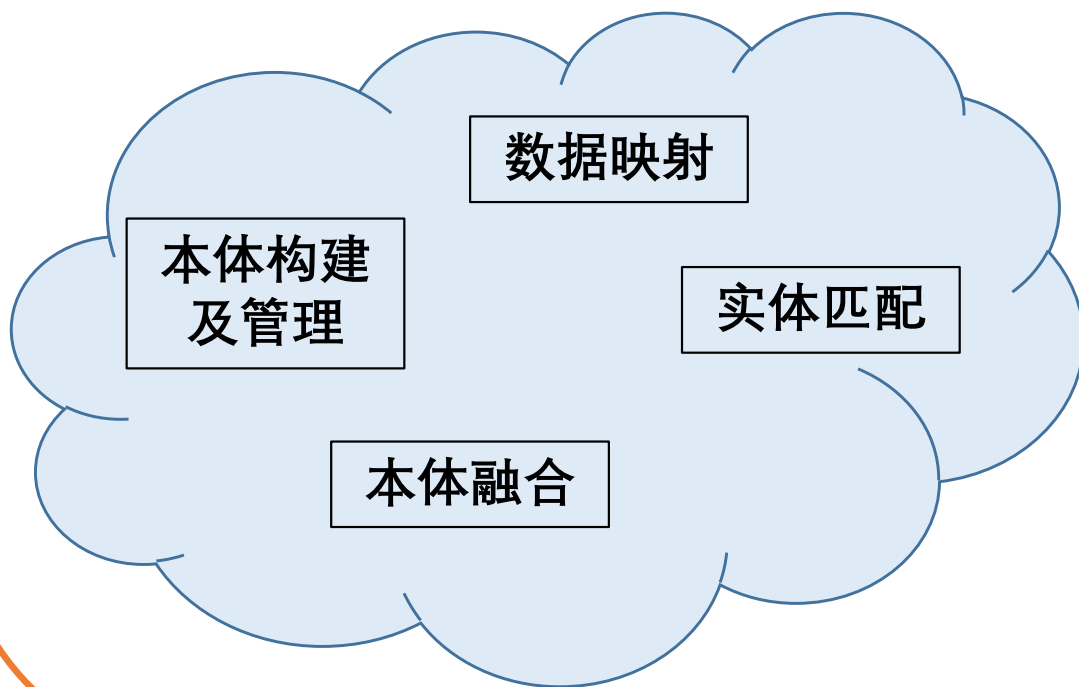 数据映射
本体构建
及管理
实体匹配
本体融合